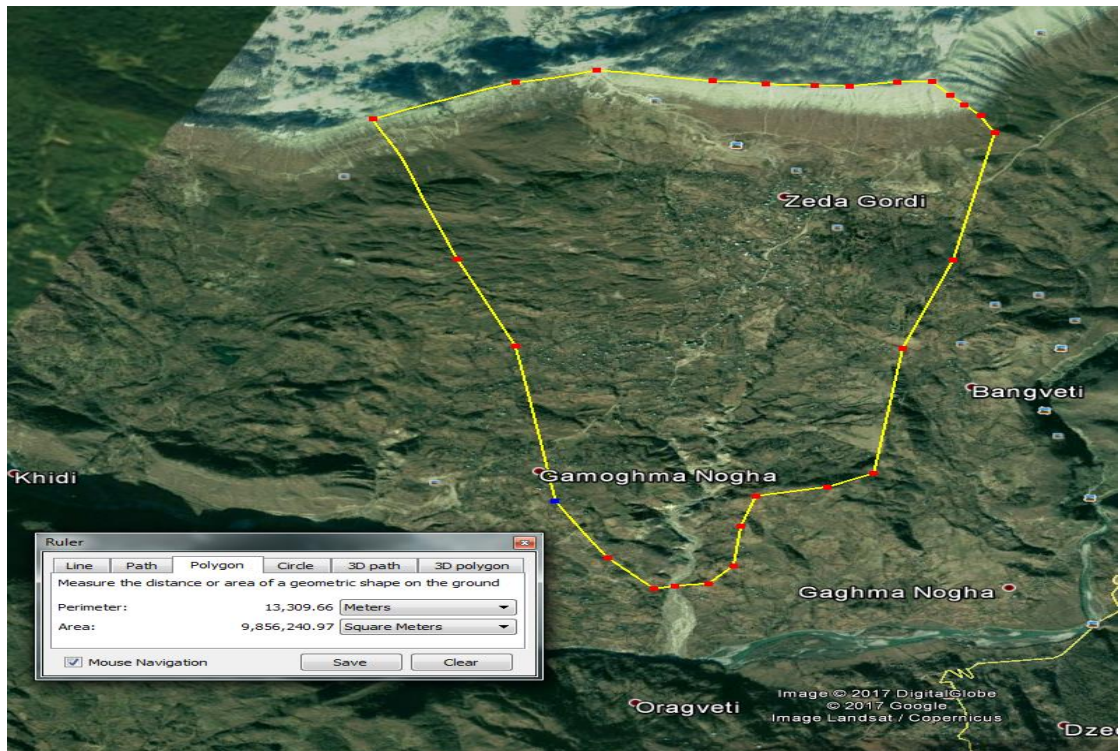 Zeda Gordi
Bangveti
Khidi
Gamoghma Nogha
Ruler
Line Path Polygon Circle 3D path 3D polygon
Measure the distance or area of a geometric shape on the ground
Perimeter: 13,309.66 Meters
Area: 9,856,240.97 Square Meters
Mouse Navigation Save Clear
Gaghma Nogha
Oragveti
Image © 2017 DigitalGlobe
© 2017 Google
Image Landsat / Copernicus